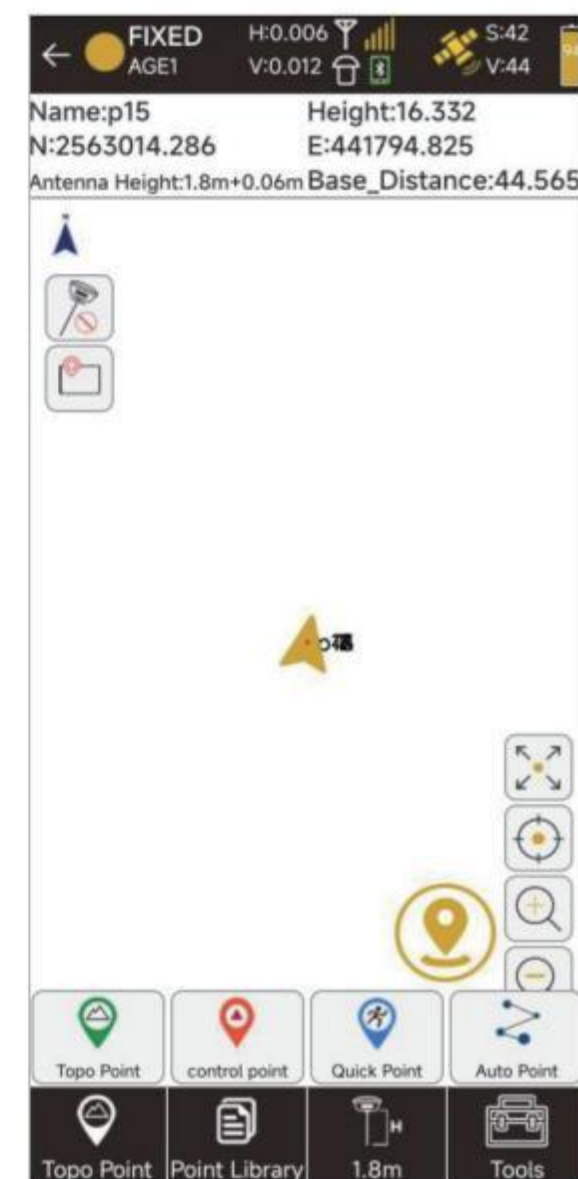 FIXED H:0.006 S:42
AGE1 V:0.012 V:44
Name:p15 Height:16.332
N:2563014.286 E:441794.825
Antenna Height:1.8m+0.06m Base_Distance:44.565
Topo Point control point Quick Point Auto Point
H
Topo Point Point Library 1.8m Tools